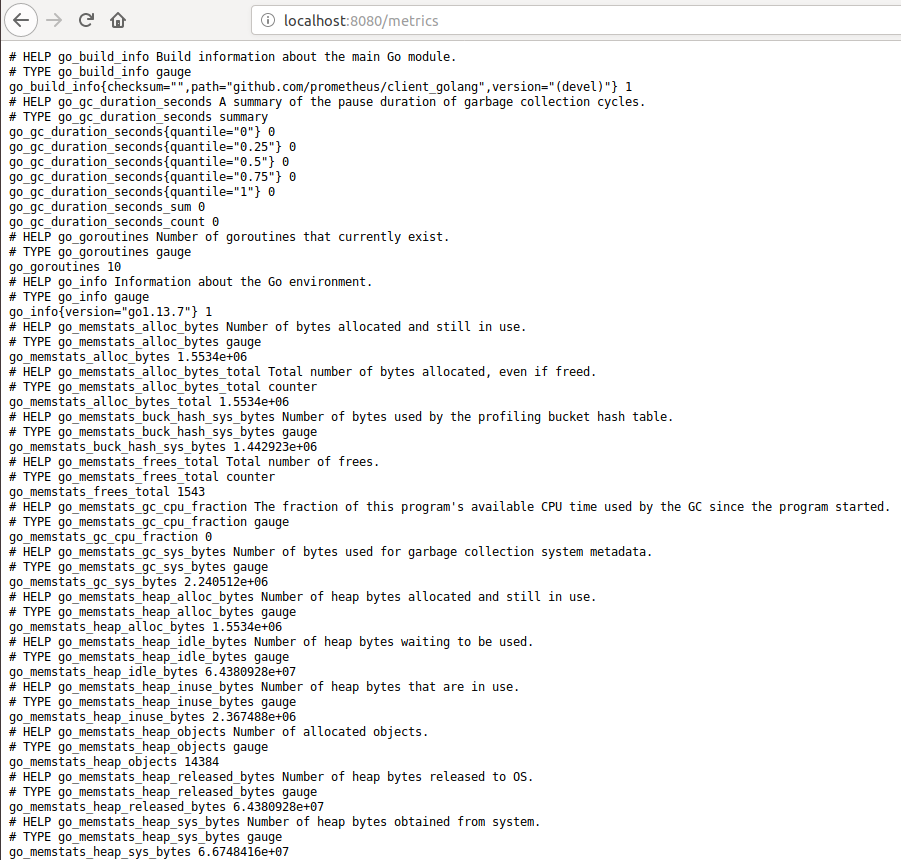 localhost:8080/metrics
# HELP go_build_info Build information about the main Go module.
# TYPE go_build_info gauge
go_build_info{checksum="",path="github.com/prometheus/client_golang",version="(devel)"} 1
# HELP go_gc_duration_seconds A summary of the pause duration of garbage collection cycles.
# TYPE go_gc_duration_seconds summary
go_gc_duration_seconds{quantile="0"} 0
go_gc_duration_seconds{quantile="0.25"} 0
go_gc_duration_seconds{quantile="0.5"} 0
go_gc_duration_seconds{quantile="0.75"} 0
go_gc_duration_seconds{quantile="1"} 0
go_gc_duration_seconds_sum 0
go_gc_duration_seconds_count 0
# HELP go_goroutines Number of goroutines that currently exist.
# TYPE go_goroutines gauge
go_goroutines 10
# HELP go_info Information about the Go environment.
# TYPE go_info gauge
go_info{version="go1.13.7"} 1
# HELP go_memstats_alloc_bytes Number of bytes allocated and still in use.
# TYPE go_memstats_alloc_bytes gauge
go_memstats_alloc_bytes 1.5534e+06
# HELP go_memstats_alloc_bytes_total Total number of bytes allocated, even if freed.
# TYPE go_memstats_alloc_bytes_total counter
go_memstats_alloc_bytes_total 1.5534e+06
# HELP go_memstats_buck_hash_sys_bytes Number of bytes used by the profiling bucket hash table.
# TYPE go_memstats_buck_hash_sys_bytes gauge
go_memstats_buck_hash_sys_bytes 1.442923e+06
# HELP go_memstats_frees_total Total number of frees.
# TYPE go_memstats_frees_total counter
go_memstats_frees_total 1543
# HELP go_memstats_gc_cpu_fraction The fraction of this program's available CPU time used by the GC since the program started.
# TYPE go_memstats_gc_cpu_fraction gauge
go_memstats_gc_cpu_fraction 0
# HELP go_memstats_gc_sys_bytes Number of bytes used for garbage collection system metadata.
# TYPE go_memstats_gc_sys_bytes gauge
go_memstats_gc_sys_bytes 2.240512e+06
# HELP go_memstats_heap_alloc_bytes Number of heap bytes allocated and still in use.
# TYPE go_memstats_heap_alloc_bytes gauge
go_memstats_heap_alloc_bytes 1.5534e+06
# HELP go_memstats_heap_idle_bytes Number of heap bytes waiting to be used.
# TYPE go_memstats_heap_idle_bytes gauge
go_memstats_heap_idle_bytes 6.4380928e+07
# HELP go_memstats_heap_inuse_bytes Number of heap bytes that are in use.
# TYPE go_memstats_heap_inuse_bytes gauge
go_memstats_heap_inuse_bytes 2.367488e+06
# HELP go_memstats_heap_objects Number of allocated objects.
# TYPE go_memstats_heap_objects gauge
go_memstats_heap_objects 14384
# HELP go_memstats_heap_released_bytes Number of heap bytes released to OS.
# TYPE go_memstats_heap_released_bytes gauge
go_memstats_heap_released_bytes 6.4380928e+07
# HELP go_memstats_heap_sys_bytes Number of heap bytes obtained from system.
# TYPE go_memstats_heap_sys_bytes gauge
go_memstats_heap_sys_bytes 6.6748416e+07